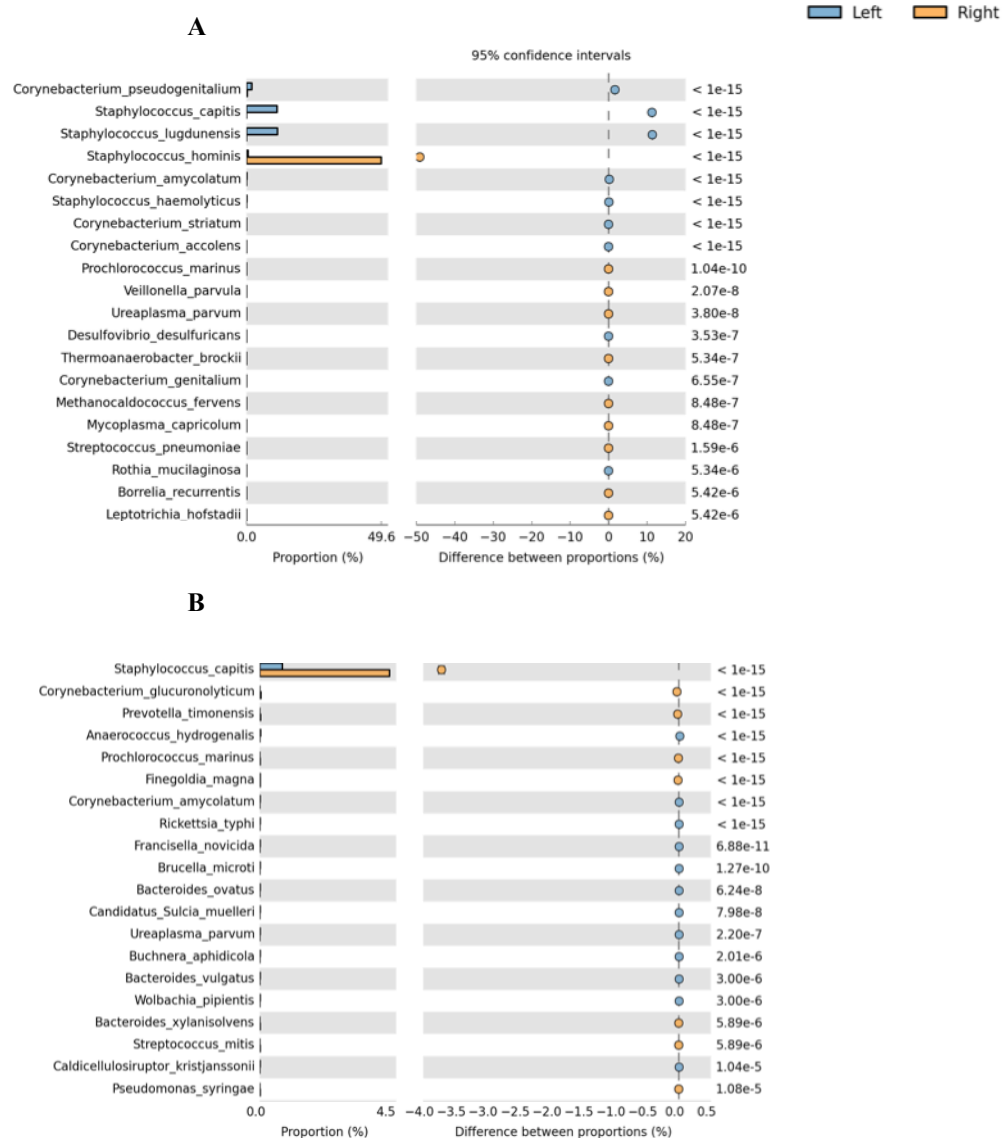 Left Right
A
95% confidence intervals
Corynebacterium_pseudogenitalium < 1e-15
Staphylococcus_capitis < 1e-15
Staphylococcus_lugdunensis < 1e-15
Staphylococcus_hominis < 1e-15
Corynebacterium_amycolatum < 1e-15
Staphylococcus_haemolyticus < 1e-15
Corynebacterium_striatum < 1e-15
Corynebacterium_accolens < 1e-15
Prochlorococcus_marinus 1.04e-10
Veillonella_parvula 2.07e-8
Ureaplasma_parvum 3.80e-8
Desulfovibrio_desulfuricans 3.53e-7
Thermoanaerobacter_brockii 5.34e-7
Corynebacterium_genitalium 6.55e-7
Methanocaldococcus_fervens 8.48e-7
Mycoplasma_capricolum 8.48e-7
Streptococcus_pneumoniae 1.59e-6
Rothia_mucilaginosa 5.34e-6
Borrelia_recurrentis 5.42e-6
Leptotrichia_hofstadii 5.42e-6
0.0 49.6 −50 −40 −30 −20 −10 0 10 20
Proportion (%) Difference between proportions (%)
B
Staphylococcus_capitis < 1e-15
Corynebacterium_glucuronolyticum < 1e-15
Prevotella_timonensis < 1e-15
Anaerococcus_hydrogenalis < 1e-15
Prochlorococcus_marinus < 1e-15
Finegoldia_magna < 1e-15
Corynebacterium_amycolatum < 1e-15
Rickettsia_typhi < 1e-15
Francisella_novicida 6.88e-11
Brucella_microti 1.27e-10
Bacteroides_ovatus 6.24e-8
Candidatus_Sulcia_muelleri 7.98e-8
Ureaplasma_parvum 2.20e-7
Buchnera_aphidicola 2.01e-6
Bacteroides_vulgatus 3.00e-6
Wolbachia_pipientis 3.00e-6
Bacteroides_xylanisolvens 5.89e-6
Streptococcus_mitis 5.89e-6
Caldicellulosiruptor_kristjanssonii 1.04e-5
Pseudomonas_syringae 1.08e-5
0.0 4.5 −4.0 −3.5 −3.0 −2.5 −2.0 −1.5 −1.0 −0.5 0.0 0.5
Proportion (%) Difference between proportions (%)